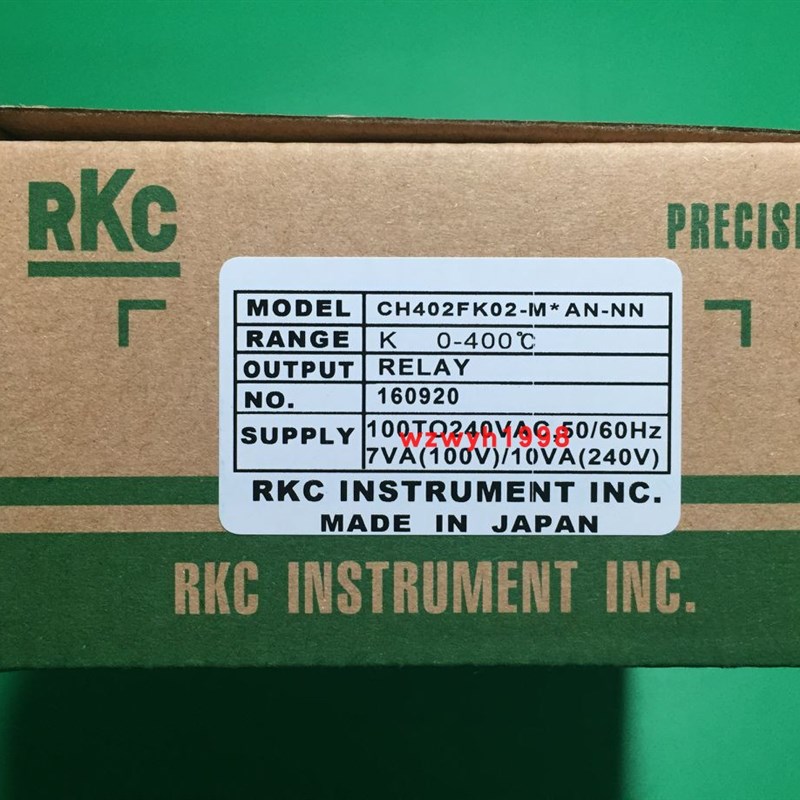 RKC
PRECISI
MODEL CH402FK02-M*AN-NN
RANGE K 0-400℃
OUTPUT RELAY
NO. 160920
SUPPLY 100TO240VAC,50/60Hz
7VA(100V)/10VA(240V)
wzwyh1998
RKC INSTRUMENT INC.
MADE IN JAPAN
RKC INSTRUMENT INC.